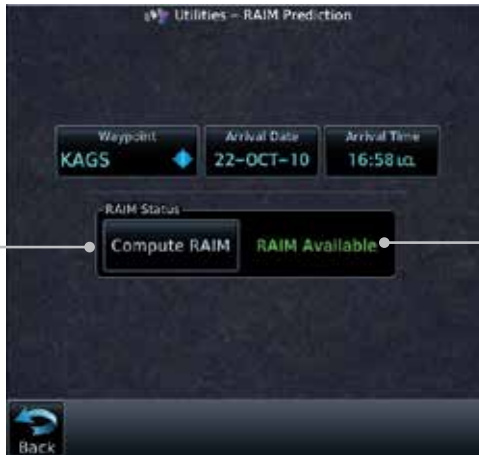 Utilities – RAIM Prediction
Waypoint Arrival Date Arrival Time
KAGS 22-OCT-10 16:58
RAIM Status
Compute RAIM RAIM Available
Back